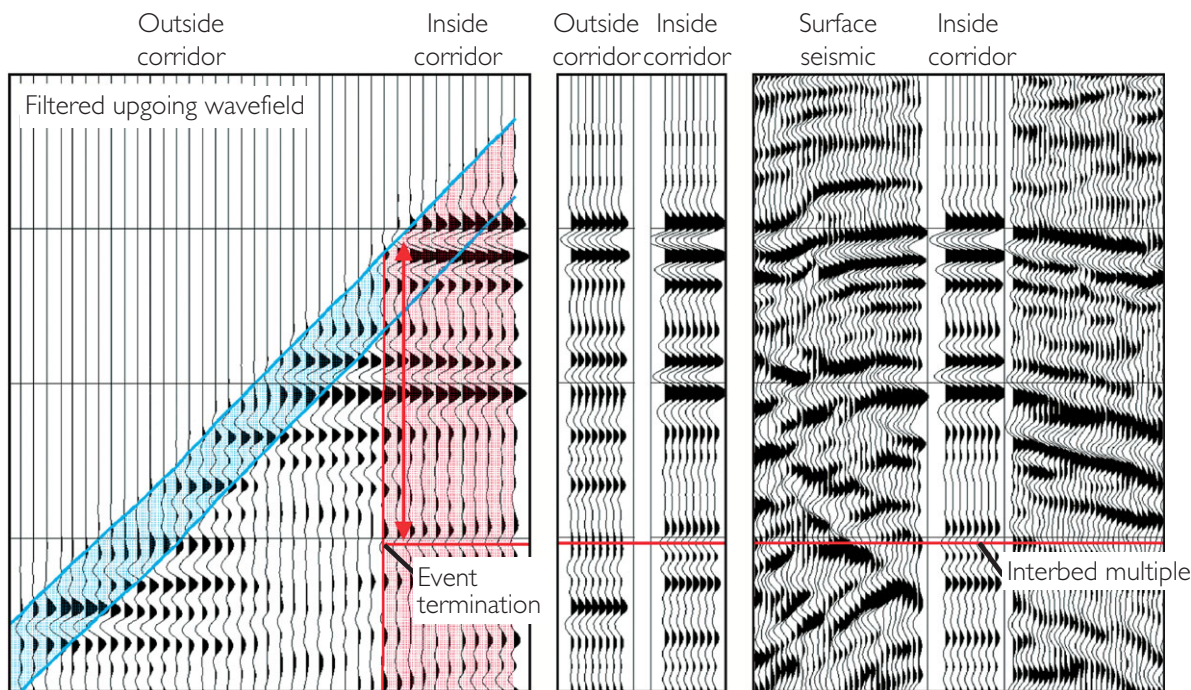 Outside
corridor
Inside
corridor
Outside
corridor
Inside
corridor
Surface
seismic
Inside
corridor
Filtered upgoing wavefield
Event
termination
Interbed multiple